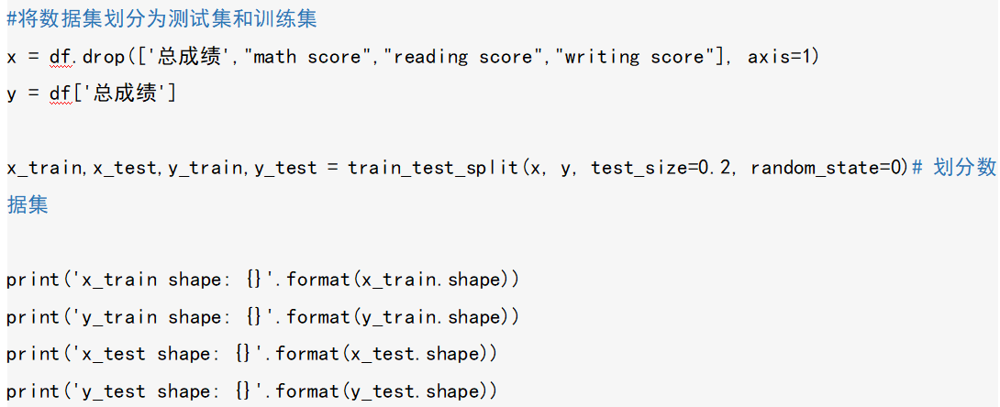 #将数据集划分为测试集和训练集
x = df.drop(['总成绩',"math score","reading score","writing score"], axis=1)
y = df['总成绩']
x_train,x_test,y_train,y_test = train_test_split(x, y, test_size=0.2, random_state=0)# 划分数
据集
print('x_train shape: {}'.format(x_train.shape))
print('y_train shape: {}'.format(y_train.shape))
print('x_test shape: {}'.format(x_test.shape))
print('y_test shape: {}'.format(y_test.shape))